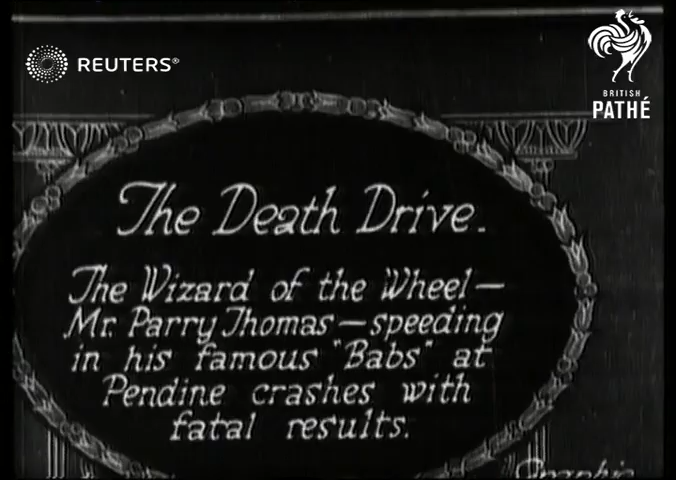 REUTERS®
BRITISH
PATHÉ
The Death Drive.
The Wizard of the Wheel—
Mr. Parry Thomas — speeding
in his famous "Babs" at
Pendine crashes with
fatal results.
Graphic